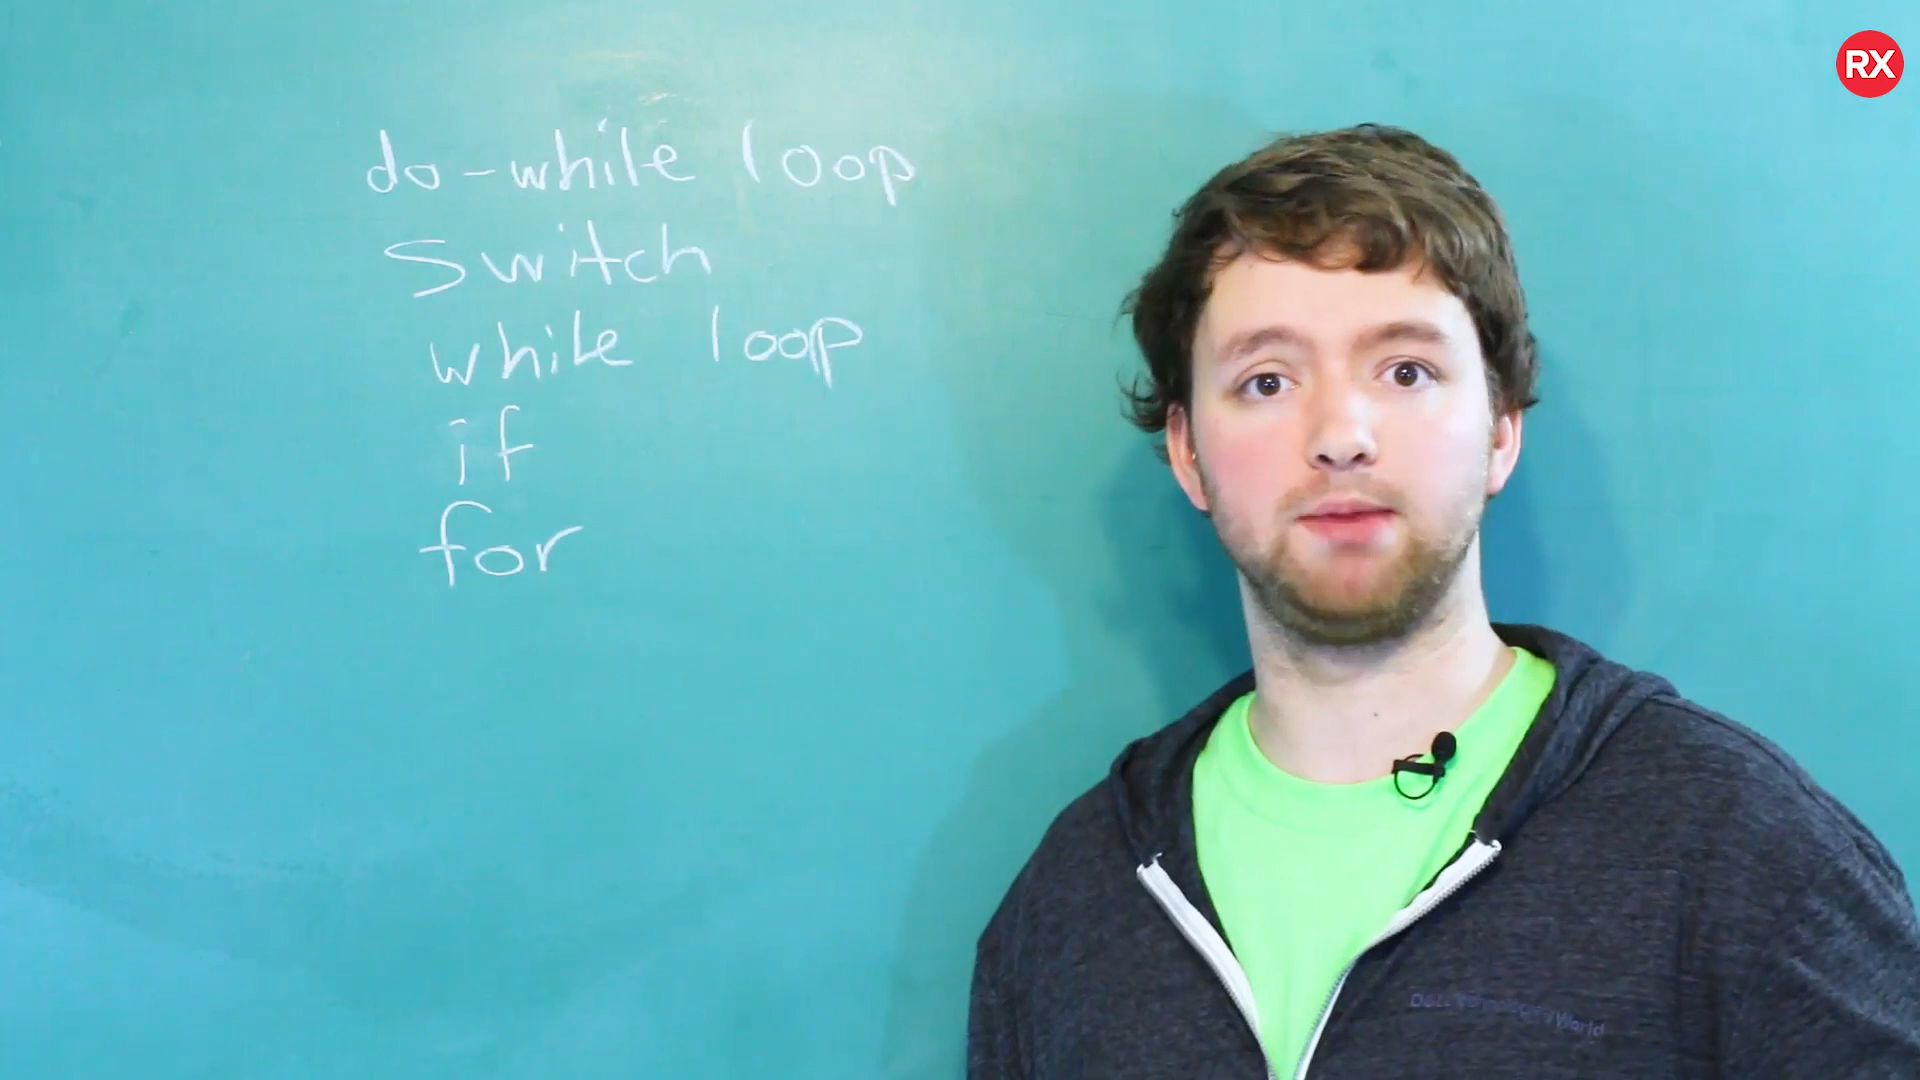 RX
do-while loop
switch
while loop
if
for